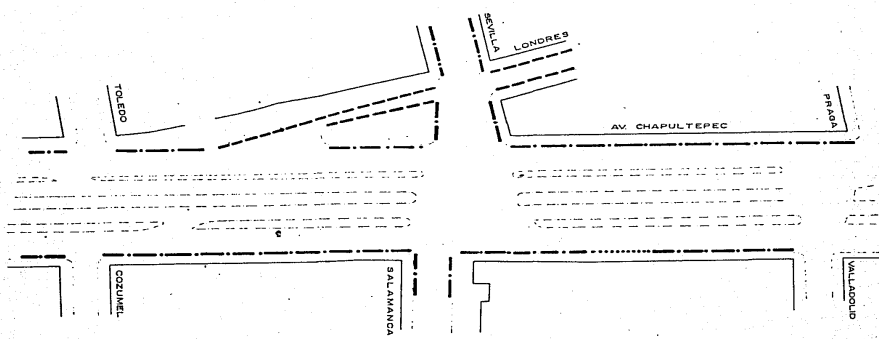 SEVILLA
LONDRES
TOLEDO
PRAGA
AV. CHAPULTEPEC
COZUMEL
SALAMANCA
VALLADOLID